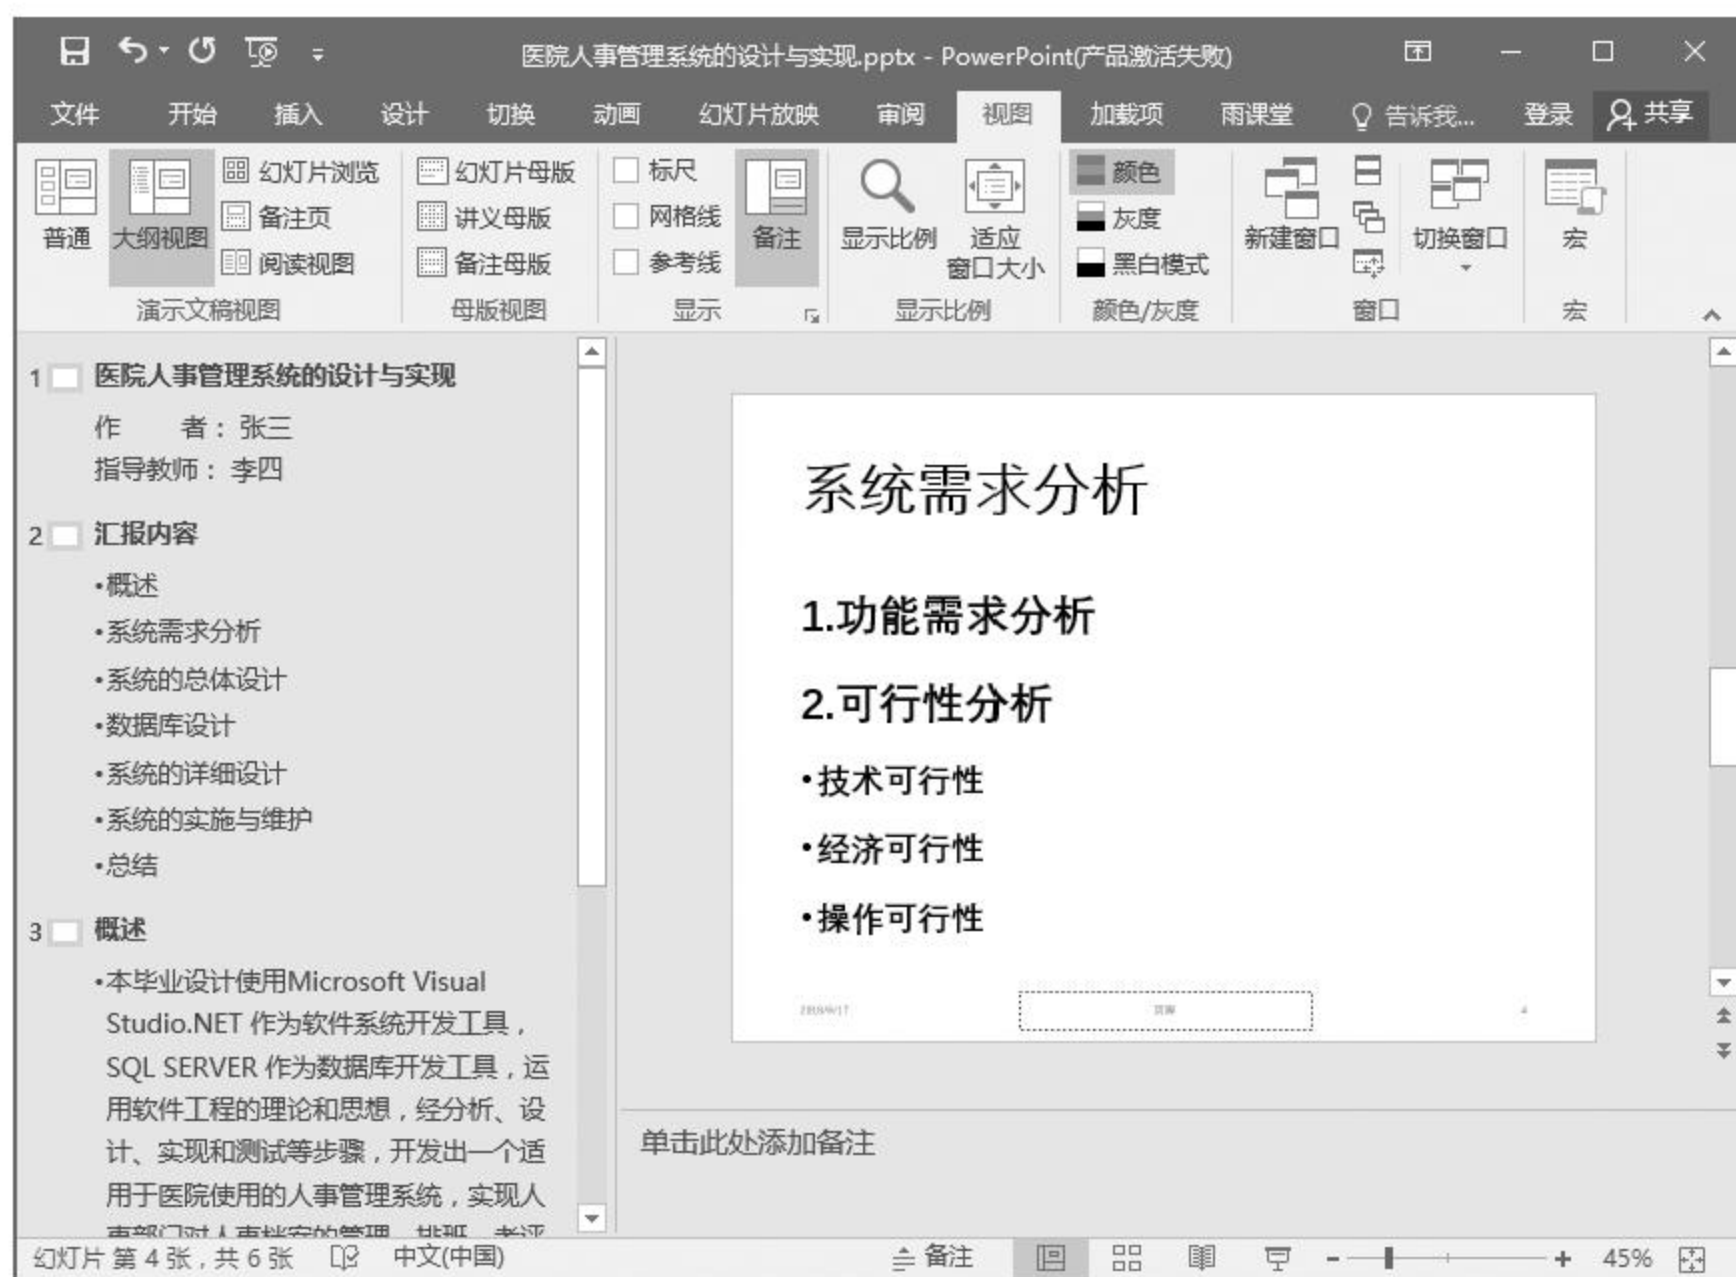 医院人事管理系统的设计与实现.pptx - PowerPoint(产品激活失败)
文件 开始 插入 设计 切换 动画 幻灯片放映 审阅 视图 加载项 雨课堂 告诉我... 登录 共享
普通 大纲视图 幻灯片浏览 备注页 阅读视图
演示文稿视图
幻灯片母版 讲义母版 备注母版
母版视图
标尺 网格线 参考线 备注
显示
显示比例 适应窗口大小
显示比例
颜色 灰度 黑白模式
颜色/灰度
新建窗口 切换窗口
窗口
宏
宏
1 医院人事管理系统的设计与实现
作 者：张三
指导教师：李四
2 汇报内容
•概述
•系统需求分析
•系统的总体设计
•数据库设计
•系统的详细设计
•系统的实施与维护
•总结
3 概述
•本毕业设计使用Microsoft Visual
Studio.NET 作为软件系统开发工具，
SQL SERVER 作为数据库开发工具，运
用软件工程的理论和思想，经分析、设
计、实现和测试等步骤，开发出一个适
用于医院使用的人事管理系统，实现人
系统需求分析
1.功能需求分析
2.可行性分析
•技术可行性
•经济可行性
•操作可行性
4
单击此处添加备注
幻灯片 第 4 张，共 6 张 中文(中国) 备注 45%